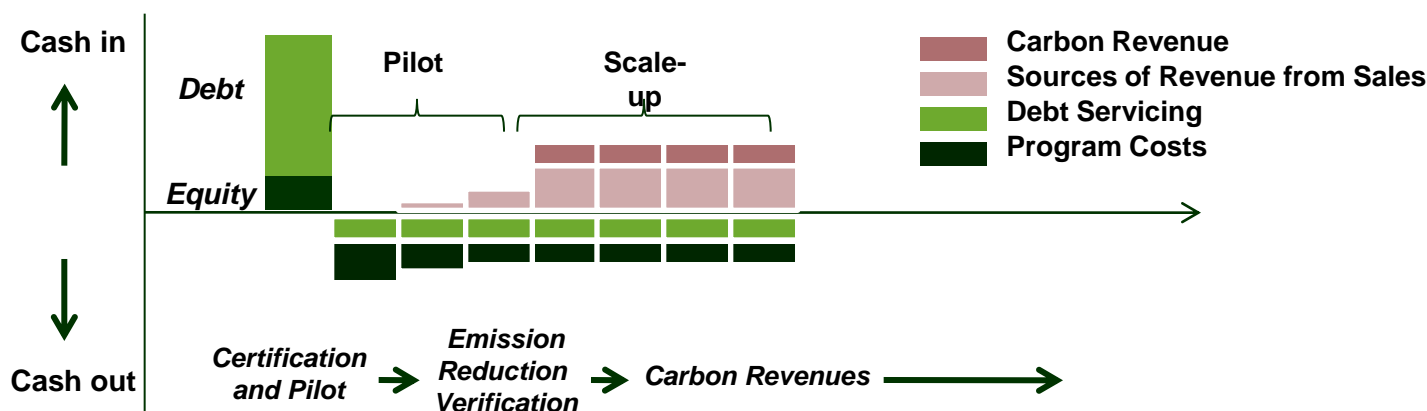 Cash in
Debt
Equity
Pilot
Scale-
up
Carbon Revenue
Sources of Revenue from Sales
Debt Servicing
Program Costs
Cash out
Certification
and Pilot
Emission
Reduction
Verification
Carbon Revenues